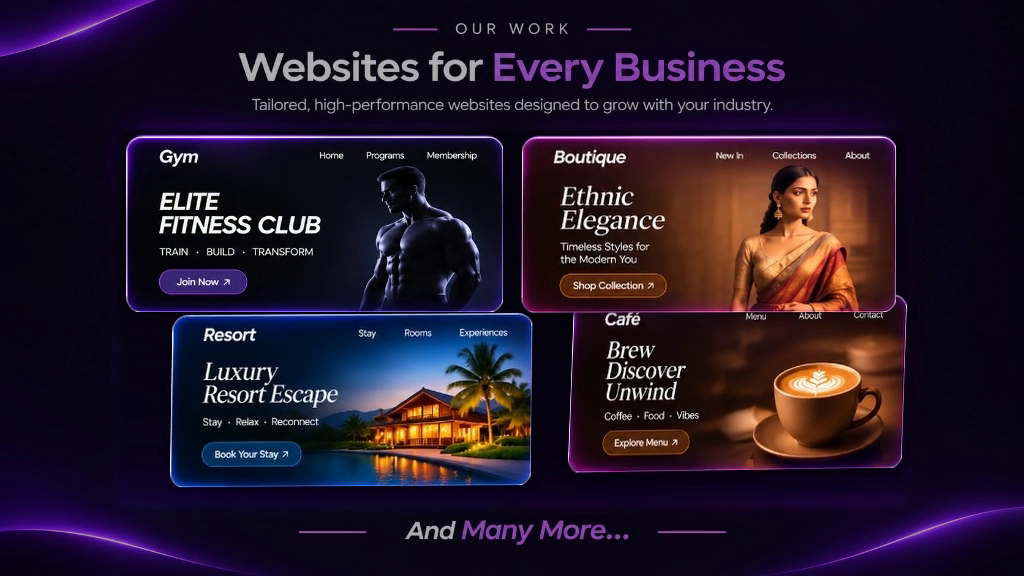 OUR WORK
Websites for Every Business
Tailored, high-performance websites designed to grow with your industry.
Gym
Home Programs Membership
ELITE
FITNESS CLUB
TRAIN · BUILD · TRANSFORM
Join Now ↗
Boutique
New In Collections About
Ethnic
Elegance
Timeless Styles for
the Modern You
Shop Collection ↗
Resort
Stay Rooms Experiences
Luxury
Resort Escape
Stay · Relax · Reconnect
Book Your Stay ↗
Café
Menu About Contact
Brew
Discover
Unwind
Coffee · Food · Vibes
Explore Menu ↗
And Many More...